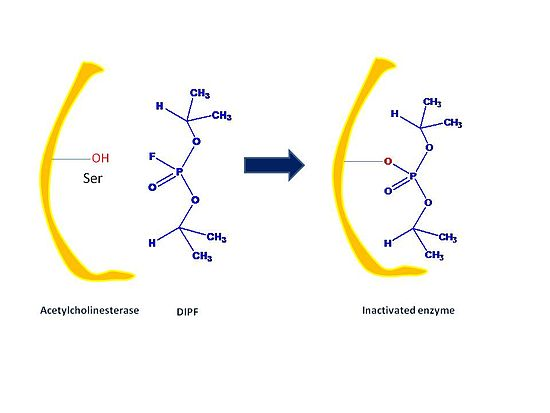 CH₃
H
CH₃
O
F
P
O
O
H
CH₃
CH₃
OH
Ser
CH₃
H
CH₃
O
O
P
O
O
H
CH₃
CH₃
Acetylcholinesterase
DIPF
Inactivated enzyme